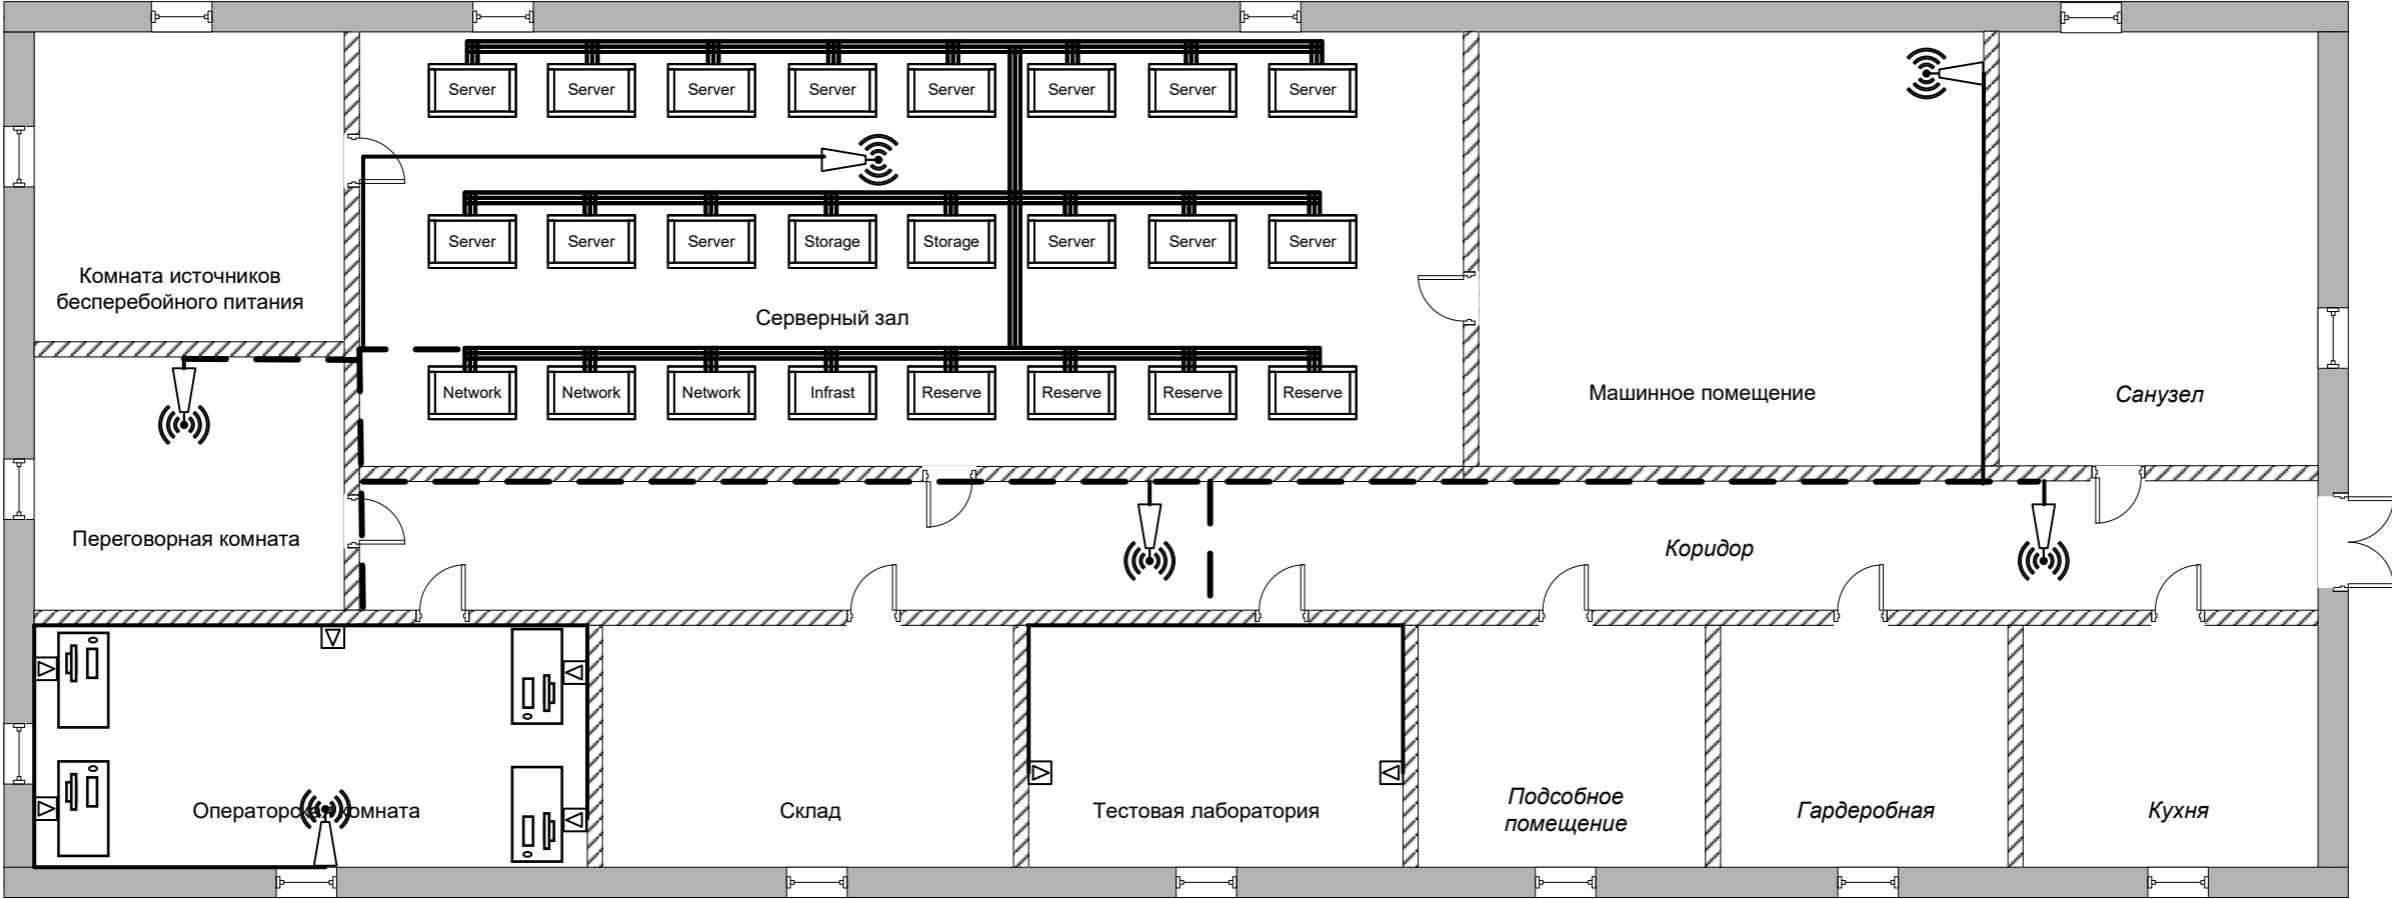 Server
Server
Server
Server
Server
Server
Server
Server
Server
Server
Server
Storage
Storage
Server
Server
Server
Комната источников
бесперебойного питания
Серверный зал
Network
Network
Network
Infrast
Reserve
Reserve
Reserve
Reserve
Машинное помещение
Санузел
Переговорная комната
Коридор
Операторская комната
Склад
Тестовая лаборатория
Подсобное
помещение
Гардеробная
Кухня